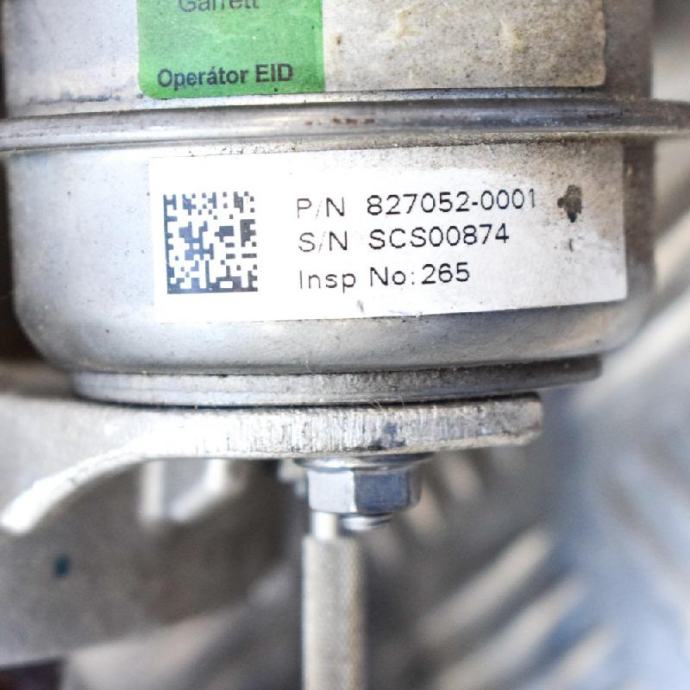 Garrett
Operátor EID
P/N 827052-0001
S/N SCS00874
Insp No:265